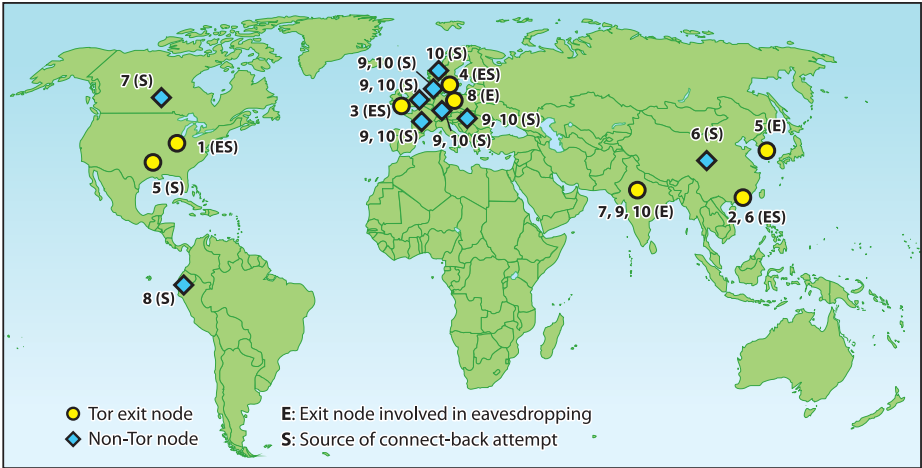 10 (S)
9, 10 (S)
4 (ES)
7 (S)
9, 10 (S)
8 (E)
3 (ES)
9, 10 (S)
9, 10 (S)
9, 10 (S)
1 (ES)
5 (S)
6 (S)
5 (E)
7, 9, 10 (E)
2, 6 (ES)
8 (S)
Tor exit node
E: Exit node involved in eavesdropping
Non-Tor node
S: Source of connect-back attempt